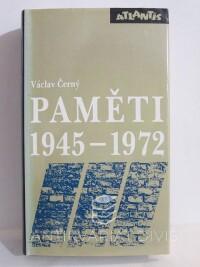 ATLANTIS
Václav Černý
PAMĚTI
1945 – 1972